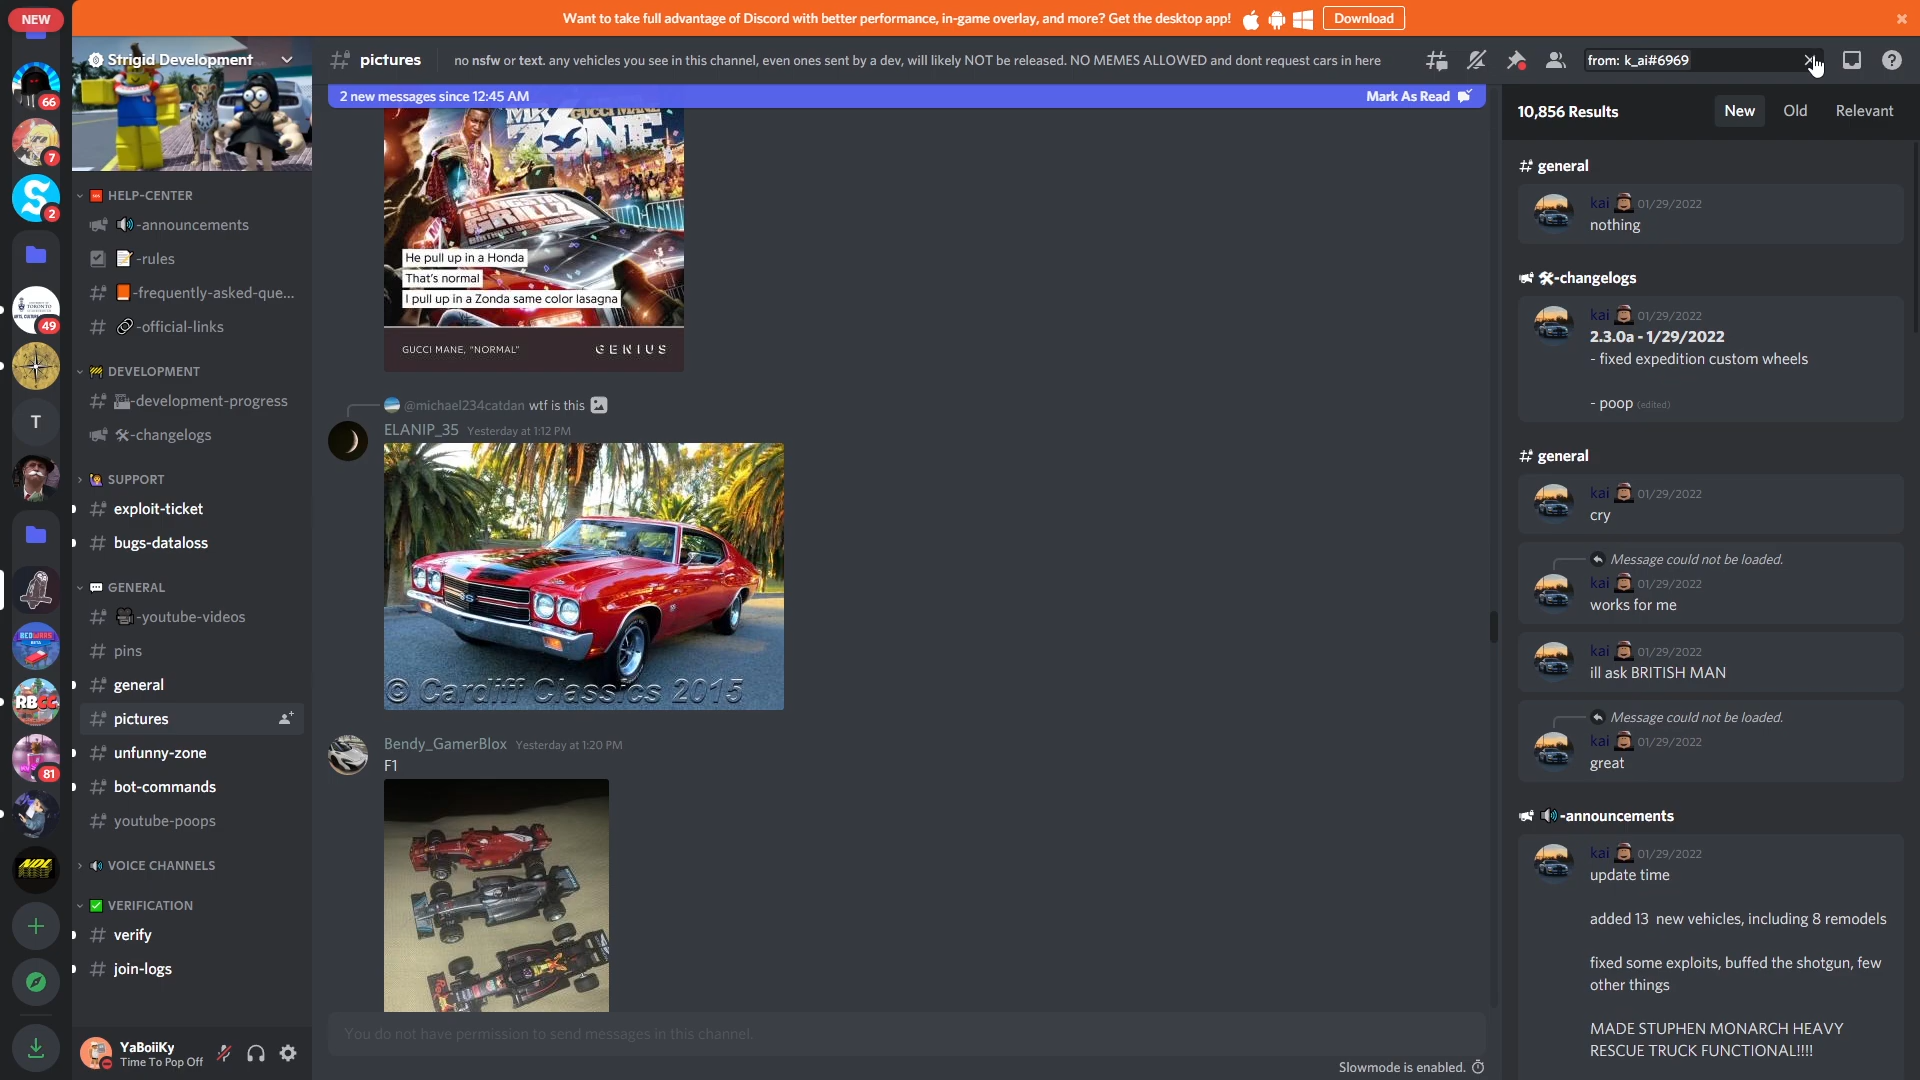 NEW
Want to take full advantage of Discord with better performance, in-game overlay, and more? Get the desktop app!
Download
66
7
2
49
T
81
RBCC
NDL
Strigid Development
HELP-CENTER
-announcements
-rules
-frequently-asked-que...
-official-links
DEVELOPMENT
-development-progress
-changelogs
SUPPORT
exploit-ticket
bugs-dataloss
GENERAL
-youtube-videos
pins
general
pictures
unfunny-zone
bot-commands
youtube-poops
VOICE CHANNELS
VERIFICATION
verify
join-logs
YaBoiiKy
Time To Pop Off
pictures
no nsfw or text. any vehicles you see in this channel, even ones sent by a dev, will likely NOT be released. NO MEMES ALLOWED and dont request cars in here
from: k_ai#6969
2 new messages since 12:45 AM
Mark As Read
ZONE
GANGSTA
GRILLZ
He pull up in a Honda
That's normal
I pull up in a Zonda same color lasagna
GUCCI MANE, "NORMAL"
GENIUS
@michael234catdan wtf is this
ELANIP_35 Yesterday at 1:12 PM
© Cardiff Classics 2015
Bendy_GamerBlox Yesterday at 1:20 PM
F1
You do not have permission to send messages in this channel.
Slowmode is enabled.
10,856 Results
New
Old
Relevant
general
kai 01/29/2022
nothing
-changelogs
kai 01/29/2022
2.3.0a - 1/29/2022
- fixed expedition custom wheels
- poop (edited)
general
kai 01/29/2022
cry
Message could not be loaded.
kai 01/29/2022
works for me
kai 01/29/2022
ill ask BRITISH MAN
Message could not be loaded.
kai 01/29/2022
great
-announcements
kai 01/29/2022
update time
added 13 new vehicles, including 8 remodels
fixed some exploits, buffed the shotgun, few
other things
MADE STUPHEN MONARCH HEAVY
RESCUE TRUCK FUNCTIONAL!!!!